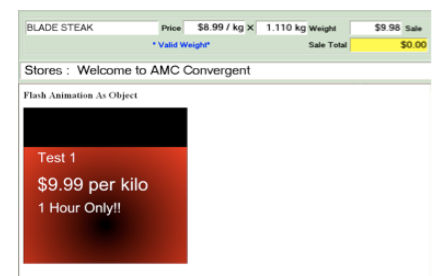 BLADE STEAK Price $8.99 / kg × 1.110 kg Weight $9.98 Sale
* Valid Weight* Sale Total $0.00
Stores : Welcome to AMC Convergent
Flash Animation As Object
Test 1
$9.99 per kilo
1 Hour Only!!